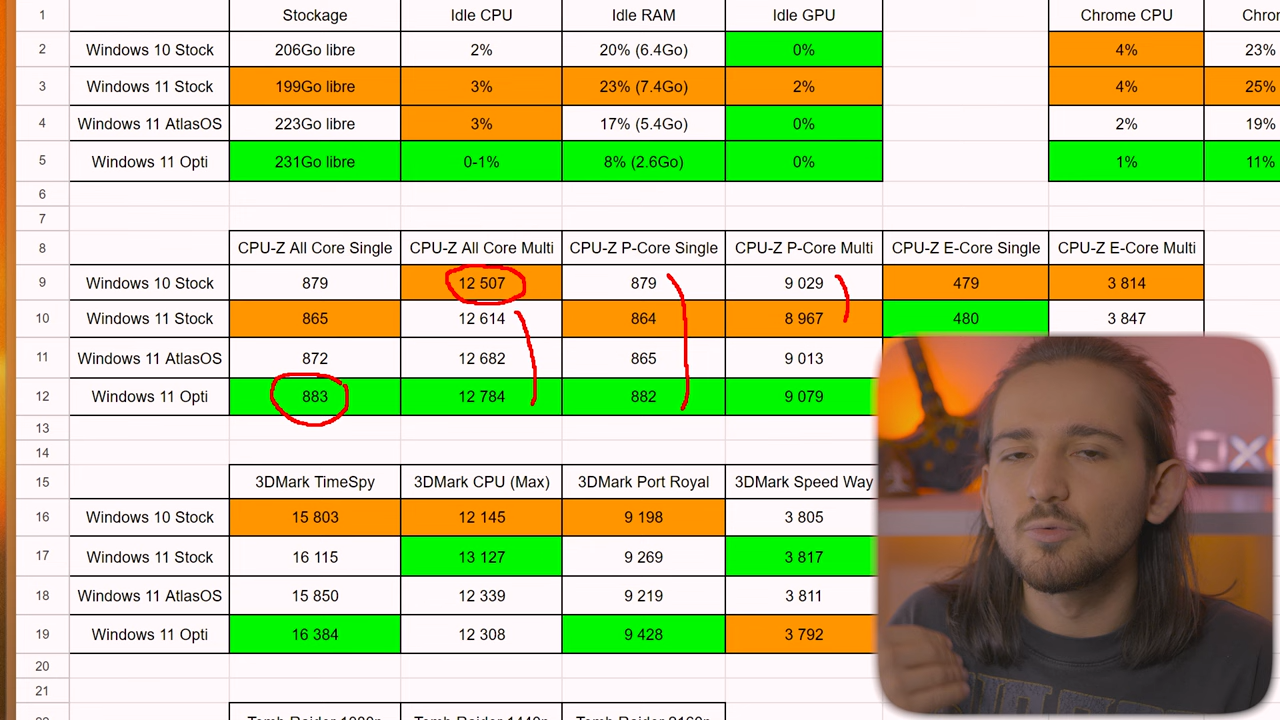 1 Stockage Idle CPU Idle RAM Idle GPU Chrome CPU
2 Windows 10 Stock 206Go libre 2% 20% (6.4Go) 0% 4% 23%
3 Windows 11 Stock 199Go libre 3% 23% (7.4Go) 2% 4% 25%
4 Windows 11 AtlasOS 223Go libre 3% 17% (5.4Go) 0% 2% 19%
5 Windows 11 Opti 231Go libre 0-1% 8% (2.6Go) 0% 1% 11%
6
7
8 CPU-Z All Core Single CPU-Z All Core Multi CPU-Z P-Core Single CPU-Z P-Core Multi CPU-Z E-Core Single CPU-Z E-Core Multi
9 Windows 10 Stock 879 12 507 879 9 029 479 3 814
10 Windows 11 Stock 865 12 614 864 8 967 480 3 847
11 Windows 11 AtlasOS 872 12 682 865 9 013
12 Windows 11 Opti 883 12 784 882 9 079
13
14
15 3DMark TimeSpy 3DMark CPU (Max) 3DMark Port Royal 3DMark Speed Way
16 Windows 10 Stock 15 803 12 145 9 198 3 805
17 Windows 11 Stock 16 115 13 127 9 269 3 817
18 Windows 11 AtlasOS 15 850 12 339 9 219 3 811
19 Windows 11 Opti 16 384 12 308 9 428 3 792
20
21